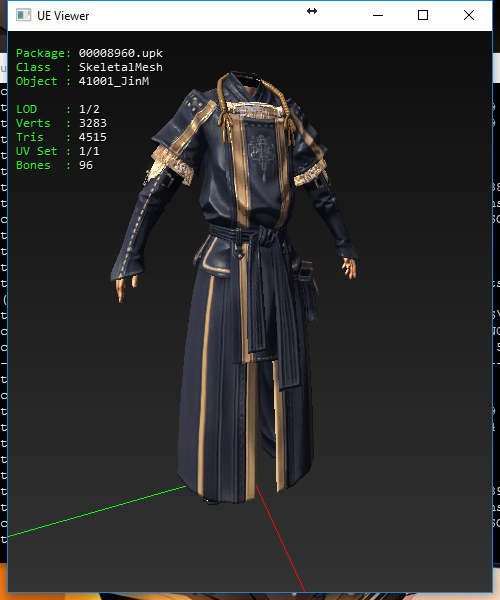 UE Viewer
Package: 00008960.upk
Class : SkeletalMesh
Object : 41001_JinM
LOD : 1/2
Verts : 3283
Tris : 4515
UV Set : 1/1
Bones : 96